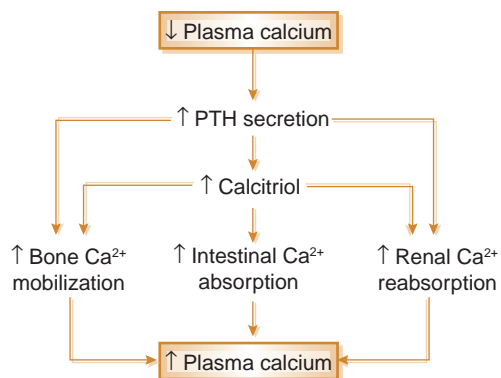 ↓ Plasma calcium
↑ PTH secretion
↑ Calcitriol
↑ Bone Ca²⁺
mobilization
↑ Intestinal Ca²⁺
absorption
↑ Renal Ca²⁺
reabsorption
↑ Plasma calcium